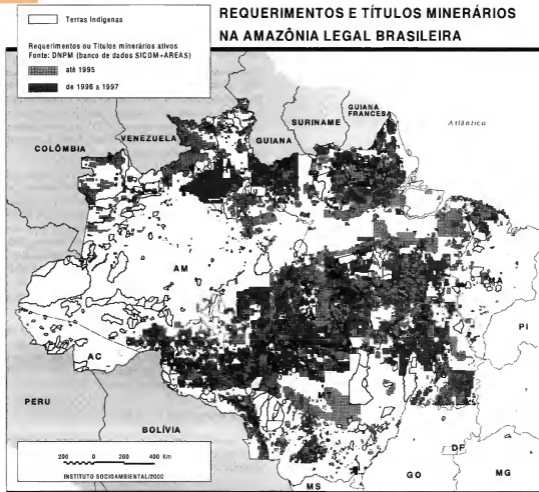 REQUERIMENTOS E TÍTULOS MINERÁRIOS
NA AMAZÔNIA LEGAL BRASILEIRA
Terras Indígenas
Requerimentos ou Títulos minerários ativos
Fonte: DNPM (banco de dados SICOM-AREAS)
até 1995
de 1996 a 1997
GUIANA
FRANCESA
SURINAME
Atlântico
VENEZUELA
GUIANA
COLÔMBIA
AM
MA
PI
AC
PERU
BOLÍVIA
DF
MS
GO
MG
200 0 200 400 Km
INSTITUTO SOCIOAMBIENTAL/2000